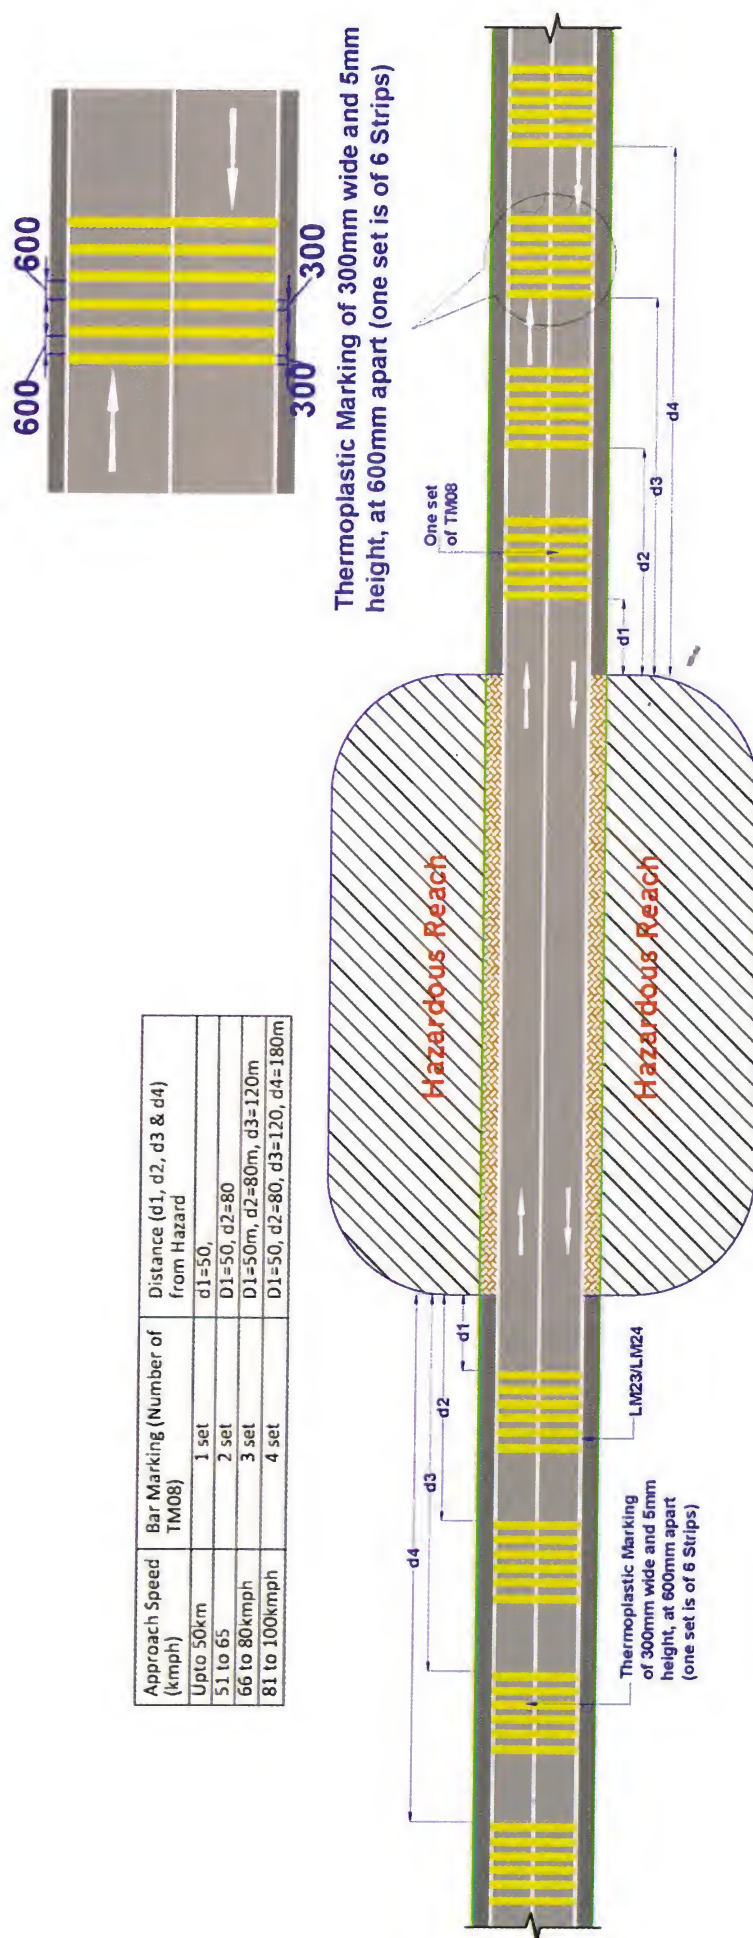 600
600
300
300
Thermoplastic Marking of 300mm wide and 5mm
height, at 600mm apart (one set is of 6 Strips)
Approach Speed
(kmph)
Bar Marking (Number of
TM08)
Distance (d1, d2, d3 & d4)
from Hazard
Upto 50km
1 set
d1=50,
51 to 65
2 set
D1=50, d2=80
66 to 80kmph
3 set
D1=50m, d2=80m, d3=120m
81 to 100kmph
4 set
D1=50, d2=80, d3=120, d4=180m
Hazardous Reach
Hazardous Reach
One set
of TM08
d1
d2
d3
d4
d4
d3
d2
d1
LM23/LM24
Thermoplastic Marking
of 300mm wide and 5mm
height, at 600mm apart
(one set is of 6 Strips)